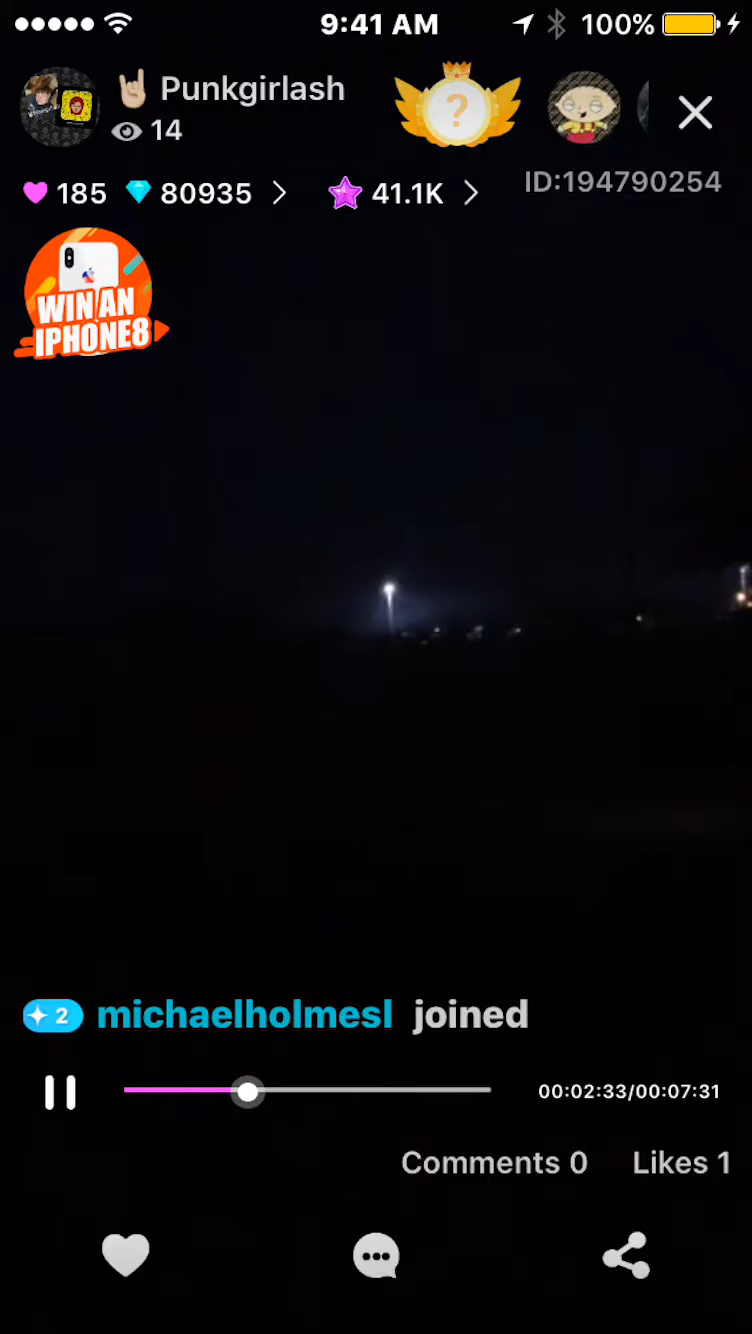 9:41 AM 100%
🤘🏼 Punkgirlash
14
?
185 80935 > 41.1K > ID:194790254
WIN AN
IPHONE8
2 michaelholmesl joined
00:02:33/00:07:31
Comments 0 Likes 1